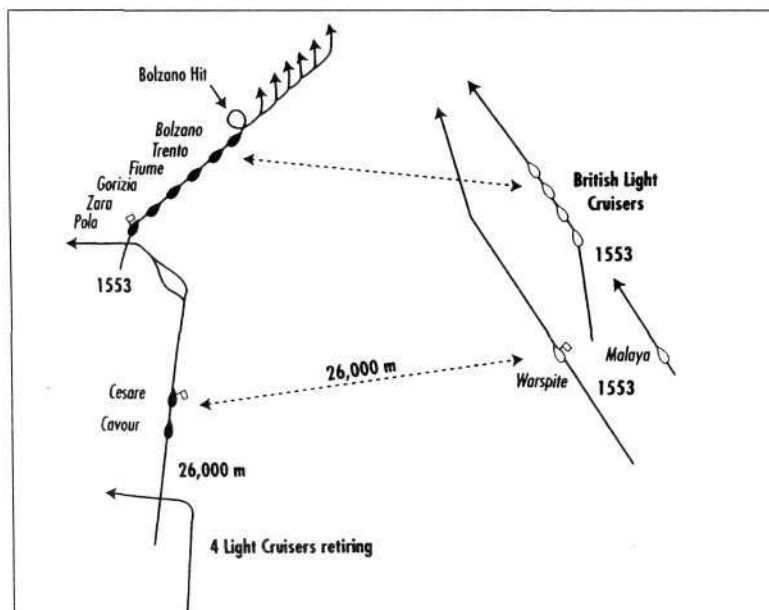 Bolzano Hit
Bolzano
Trento
Fiume
Gorizia
Zara
Pola
1553
British Light
Cruisers
1553
26,000 m
Malaya
Warspite
1553
Cesare
Cavour
26,000 m
4 Light Cruisers retiring